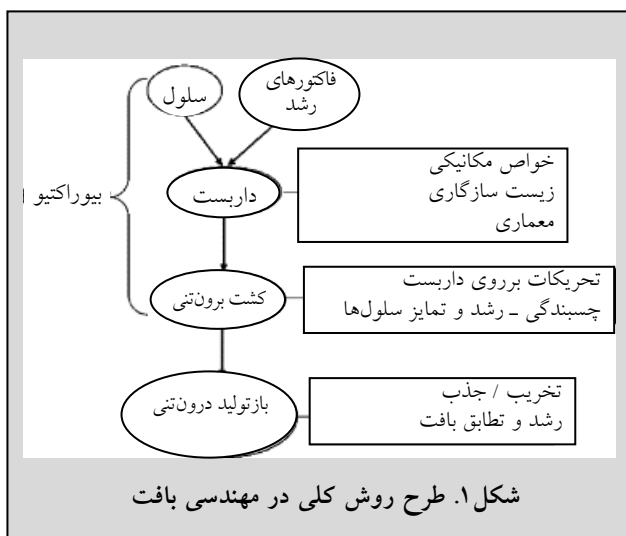 فاکتورهای
رشد
سلول
داربست
خواص مکانیکی
زیست سازگاری
معماری
بیوراکتیو
کشت برون‌تنی
تحریکات برروی داربست
چسبندگی ـ رشد و تمایز سلول‌ها
بازتولید درون‌تنی
تخریب / جذب
رشد و تطابق بافت
شکل۱. طرح روش کلی در مهندسی بافت